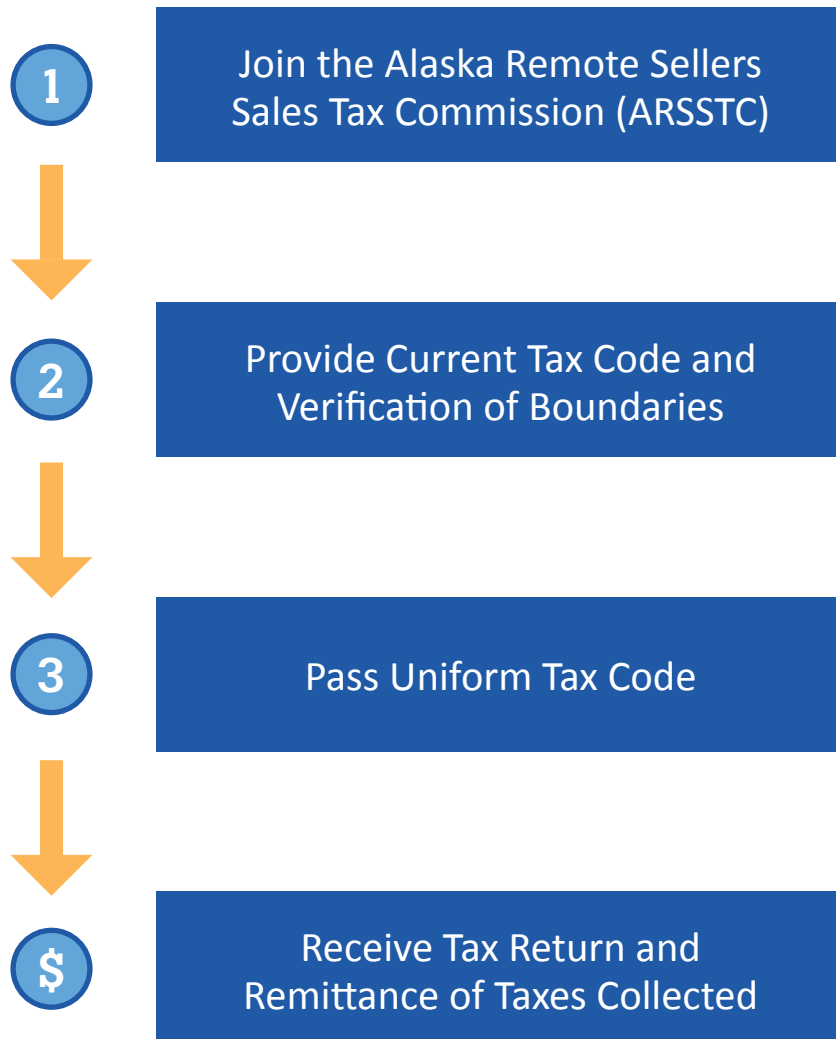 1
Join the Alaska Remote Sellers
Sales Tax Commission (ARSSTC)
2
Provide Current Tax Code and
Verification of Boundaries
3
Pass Uniform Tax Code
$
Receive Tax Return and
Remittance of Taxes Collected